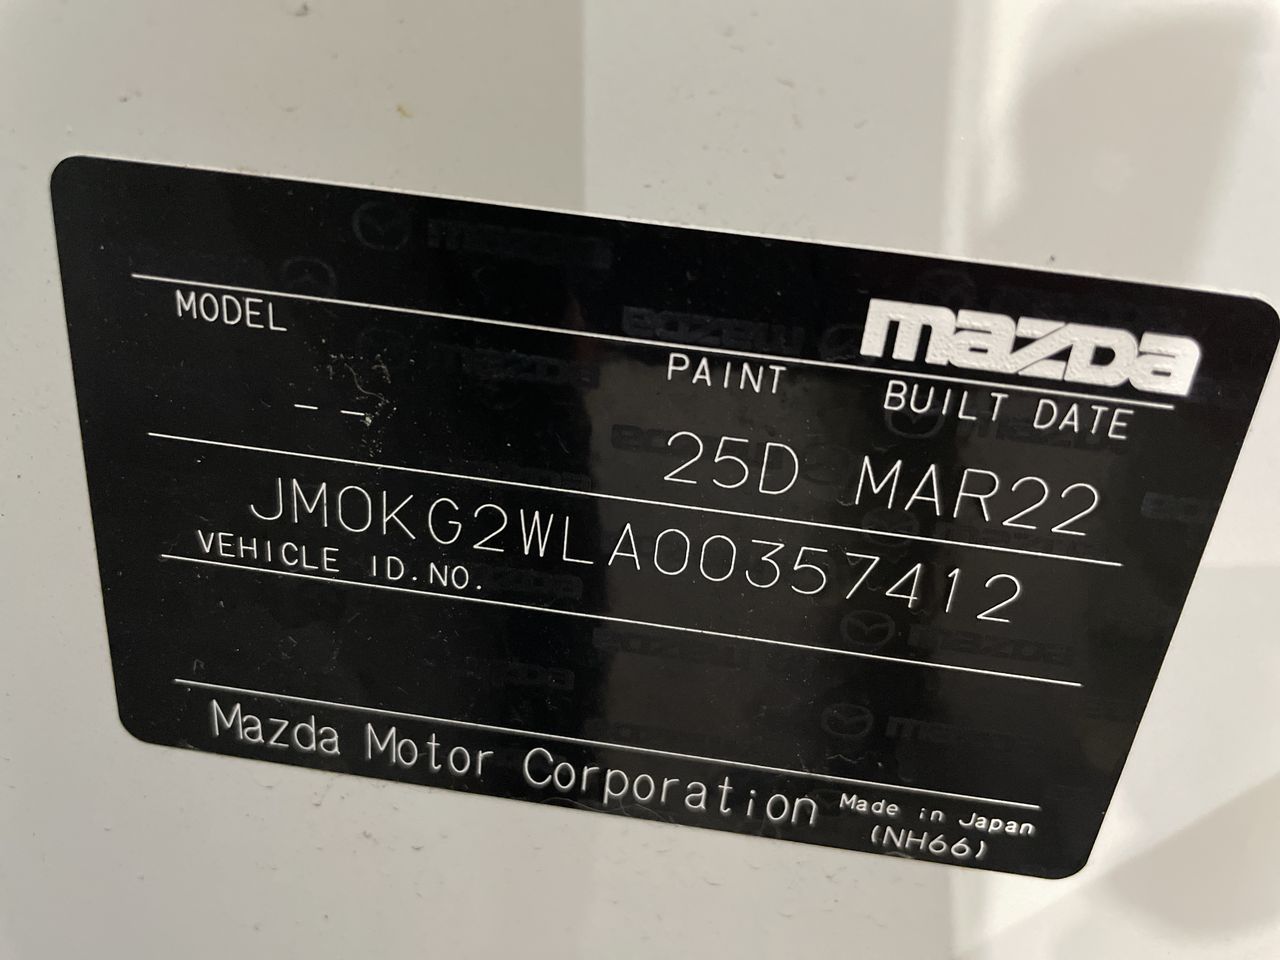 mazda
MODEL PAINT BUILT DATE
-- 25D MAR22
JM0KG2WLA00357412
VEHICLE ID.NO.
Mazda Motor Corporation Made in Japan
(NH66)